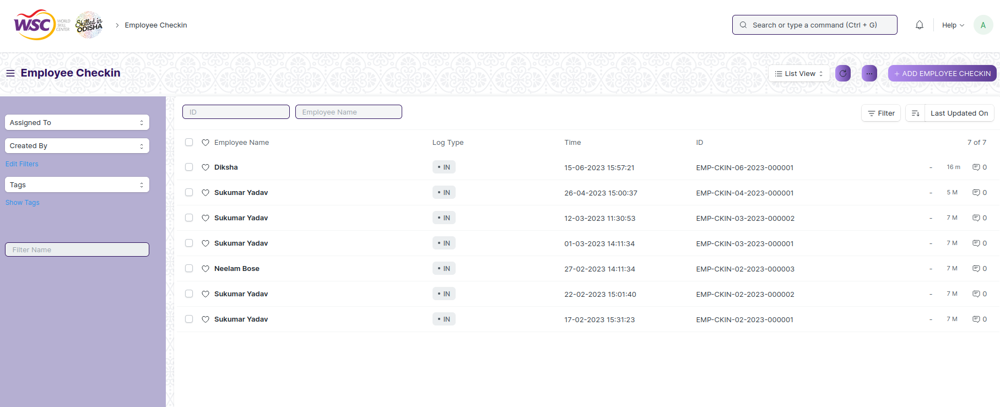 WSC WORLD SKILL CENTER Skilled in ODISHA Employee Checkin Search or type a command (Ctrl + G) Help A
Employee Checkin List View ... + ADD EMPLOYEE CHECKIN
Assigned To
Created By
Edit Filters
Tags
Show Tags
Filter Name
ID Employee Name Filter Last Updated On
Employee Name Log Type Time ID 7 of 7
Diksha • IN 15-06-2023 15:57:21 EMP-CKIN-06-2023-000001 - 16 m 0
Sukumar Yadav • IN 26-04-2023 15:00:37 EMP-CKIN-04-2023-000001 - 5 M 0
Sukumar Yadav • IN 12-03-2023 11:30:53 EMP-CKIN-03-2023-000002 - 7 M 0
Sukumar Yadav • IN 01-03-2023 14:11:34 EMP-CKIN-03-2023-000001 - 7 M 0
Neelam Bose • IN 27-02-2023 14:11:34 EMP-CKIN-02-2023-000003 - 7 M 0
Sukumar Yadav • IN 22-02-2023 15:01:40 EMP-CKIN-02-2023-000002 - 7 M 0
Sukumar Yadav • IN 17-02-2023 15:31:23 EMP-CKIN-02-2023-000001 - 7 M 0